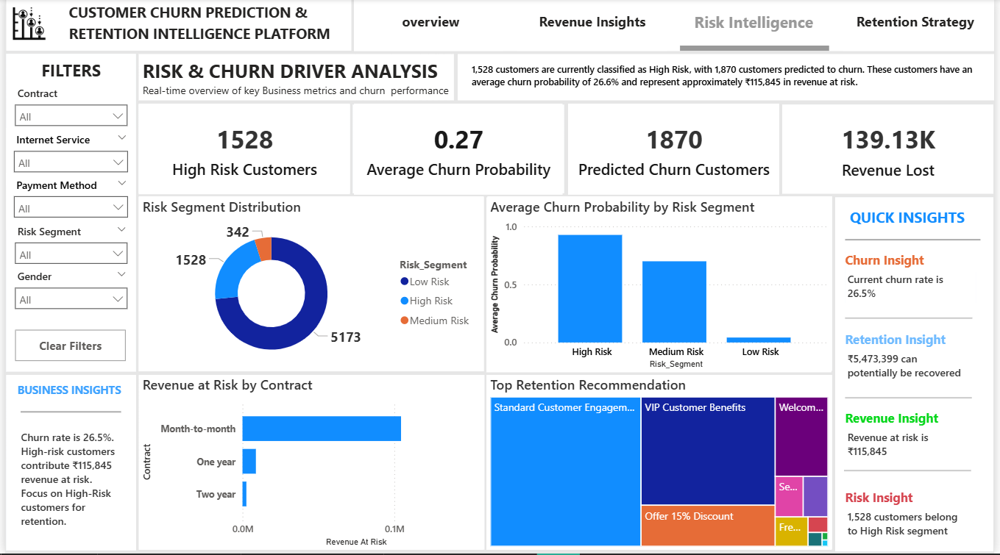 CUSTOMER CHURN PREDICTION &
RETENTION INTELLIGENCE PLATFORM
overview
Revenue Insights
Risk Intelligence
Retention Strategy
FILTERS
Contract
All
Internet Service
All
Payment Method
All
Risk Segment
All
Gender
All
Clear Filters
RISK & CHURN DRIVER ANALYSIS
Real-time overview of key Business metrics and churn performance
1,528 customers are currently classified as High Risk, with 1,870 customers predicted to churn. These customers have an
average churn probability of 26.6% and represent approximately ₹115,845 in revenue at risk.
1528
High Risk Customers
0.27
Average Churn Probability
1870
Predicted Churn Customers
139.13K
Revenue Lost
Risk Segment Distribution
342
1528
5173
Risk_Segment
Low Risk
High Risk
Medium Risk
Average Churn Probability by Risk Segment
Average Churn Probability
1.0
0.5
0.0
High Risk
Medium Risk
Low Risk
Risk_Segment
QUICK INSIGHTS
Churn Insight
Current churn rate is
26.5%
Retention Insight
₹5,473,399 can
potentially be recovered
Revenue Insight
Revenue at risk is
₹115,845
Risk Insight
1,528 customers belong
to High Risk segment
BUSINESS INSIGHTS
Churn rate is 26.5%.
High-risk customers
contribute ₹115,845
revenue at risk.
Focus on High-Risk
customers for
retention.
Revenue at Risk by Contract
Contract
Month-to-month
One year
Two year
0.0M
0.1M
Revenue At Risk
Top Retention Recommendation
Standard Customer Engagem...
VIP Customer Benefits
Welcom...
Offer 15% Discount
Se...
Fre...